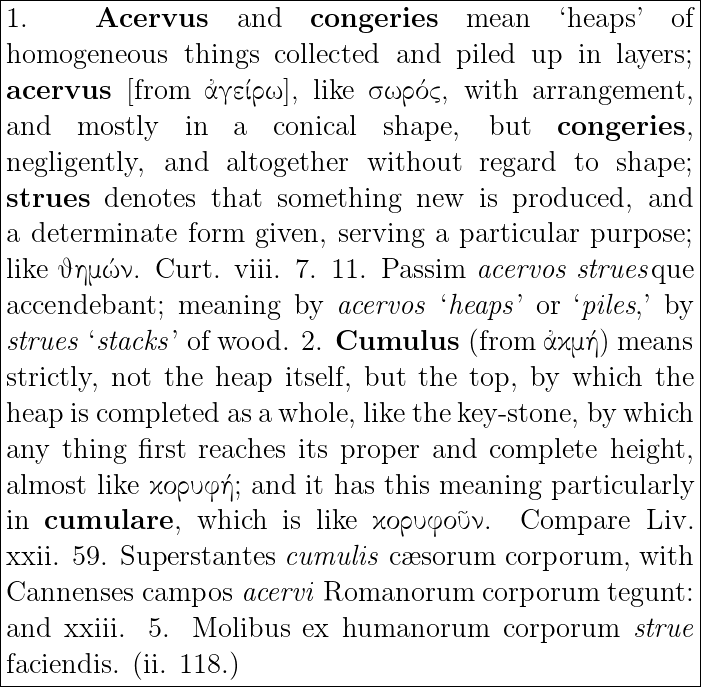 1. Acervus and congeries mean ‘heaps’ of
homogeneous things collected and piled up in layers;
acervus [from ἀγείρω], like σωρός, with arrangement,
and mostly in a conical shape, but congeries,
negligently, and altogether without regard to shape;
strues denotes that something new is produced, and
a determinate form given, serving a particular purpose;
like ϑημών. Curt. viii. 7. 11. Passim acervos struesque
accendebant; meaning by acervos ‘heaps’ or ‘piles,’ by
strues ‘stacks’ of wood. 2. Cumulus (from ἀκμή) means
strictly, not the heap itself, but the top, by which the
heap is completed as a whole, like the key-stone, by which
any thing first reaches its proper and complete height,
almost like κορυφή; and it has this meaning particularly
in cumulare, which is like κορυφοῦν. Compare Liv.
xxii. 59. Superstantes cumulis cæsorum corporum, with
Cannenses campos acervi Romanorum corporum tegunt:
and xxiii. 5. Molibus ex humanorum corporum strue
faciendis. (ii. 118.)